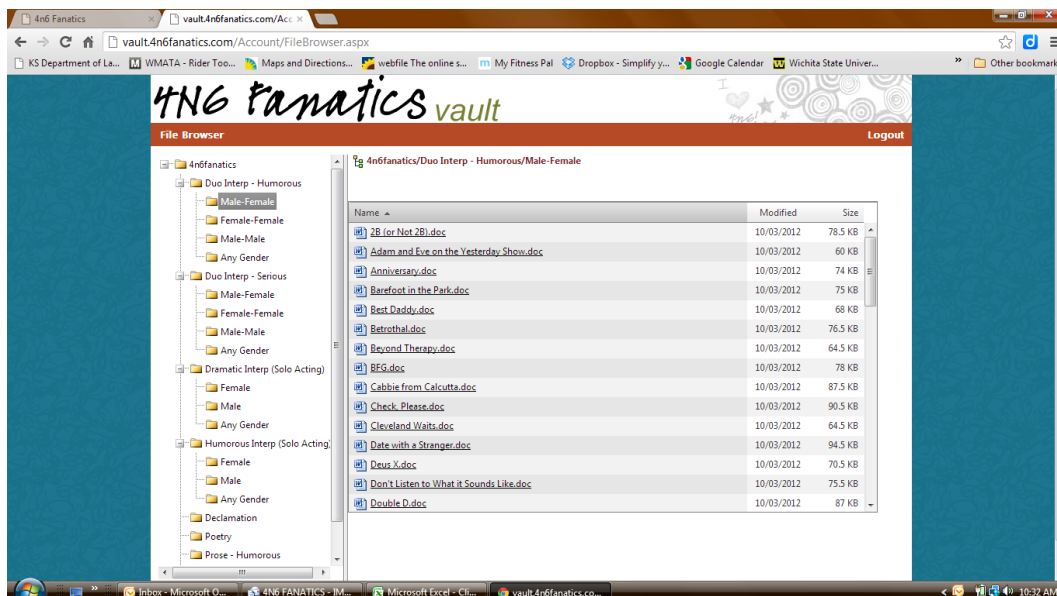 4n6 Fanatics
vault.4n6fanatics.com/Acc
vault.4n6fanatics.com/Account/FileBrowser.aspx
KS Department of La...
WMATA - Rider Too...
Maps and Direction...
webfile The online s...
My Fitness Pal
Dropbox - Simplify y...
Google Calendar
Wichita State Univer...
»
Other bookmark
4N6 Fanatics vault
I
4N6!
File Browser
Logout
4n6fanatics
Duo Interp - Humorous
Male-Female
Female-Female
Male-Male
Any Gender
Duo Interp - Serious
Male-Female
Female-Female
Male-Male
Any Gender
Dramatic Interp (Solo Acting)
Female
Male
Any Gender
Humorous Interp (Solo Acting)
Female
Male
Any Gender
Declamation
Poetry
Prose - Humorous
4n6fanatics/Duo Interp - Humorous/Male-Female
Name Modified Size
2B (or Not 2B).doc 10/03/2012 78.5 KB
Adam and Eve on the Yesterday Show.doc 10/03/2012 60 KB
Anniversary.doc 10/03/2012 74 KB
Barefoot in the Park.doc 10/03/2012 75 KB
Best Daddy.doc 10/03/2012 68 KB
Betrothal.doc 10/03/2012 76.5 KB
Beyond Therapy.doc 10/03/2012 64.5 KB
BFG.doc 10/03/2012 78 KB
Cabbie from Calcutta.doc 10/03/2012 87.5 KB
Check, Please.doc 10/03/2012 90.5 KB
Cleveland Waits.doc 10/03/2012 64.5 KB
Date with a Stranger.doc 10/03/2012 94.5 KB
Deus X.doc 10/03/2012 70.5 KB
Don't Listen to What it Sounds Like.doc 10/03/2012 75.5 KB
Double D.doc 10/03/2012 87 KB
Inbox - Microsoft O...
4N6 FANATICS - IM...
Microsoft Excel - Cli...
vault.4n6fanatics.co...
10:32 AM